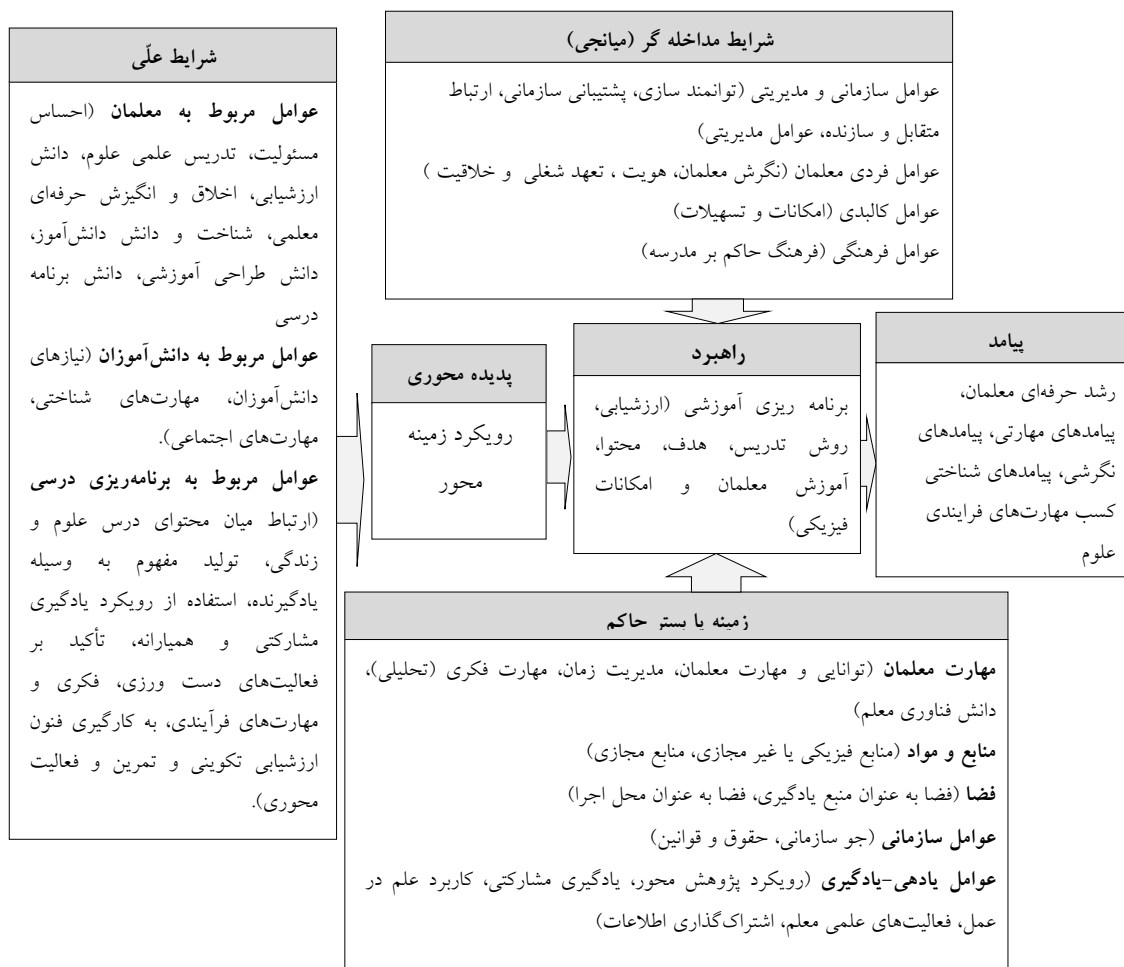 شرایط علّی
عوامل مربوط به معلمان (احساس
مسئولیت، تدریس علمی علوم، دانش
ارزشیابی، اخلاق و انگیزش حرفه‌ای
معلمی، شناخت و دانش دانش‌آموز،
دانش طراحی آموزشی، دانش برنامه
درسی
عوامل مربوط به دانش‌آموزان (نیازهای
دانش‌آموزان، مهارت‌های شناختی،
مهارت‌های اجتماعی).
عوامل مربوط به برنامه‌ریزی درسی
(ارتباط میان محتوای درس علوم و
زندگی، تولید مفهوم به وسیله
یادگیرنده، استفاده از رویکرد یادگیری
مشارکتی و همیارانه، تأکید بر
فعالیت‌های دست ورزی، فکری و
مهارت‌های فرآیندی، به کارگیری فنون
ارزشیابی تکوینی و تمرین و فعالیت
محوری).
شرایط مداخله گر (میانجی)
عوامل سازمانی و مدیریتی (توانمند سازی، پشتیبانی سازمانی، ارتباط
متقابل و سازنده، عوامل مدیریتی)
عوامل فردی معلمان (نگرش معلمان، هویت ، تعهد شغلی و خلاقیت )
عوامل کالبدی (امکانات و تسهیلات)
عوامل فرهنگی (فرهنگ حاکم بر مدرسه)
پدیده محوری
رویکرد زمینه
محور
راهبرد
برنامه ریزی آموزشی (ارزشیابی،
روش تدریس، هدف، محتوا،
آموزش معلمان و امکانات
فیزیکی)
پیامد
رشد حرفه‌ای معلمان،
پیامدهای مهارتی، پیامدهای
نگرشی، پیامدهای شناختی
کسب مهارت‌های فرایندی
علوم
زمینه یا بستر حاکم
مهارت معلمان (توانایی و مهارت معلمان، مدیریت زمان، مهارت فکری (تحلیلی)،
دانش فناوری معلم)
منابع و مواد (منابع فیزیکی یا غیر مجازی، منابع مجازی)
فضا (فضا به عنوان منبع یادگیری، فضا به عنوان محل اجرا)
عوامل سازمانی (جو سازمانی، حقوق و قوانین)
عوامل یادهی-یادگیری (رویکرد پژوهش محور، یادگیری مشارکتی، کاربرد علم در
عمل، فعالیت‌های علمی معلم، اشتراک‌گذاری اطلاعات)